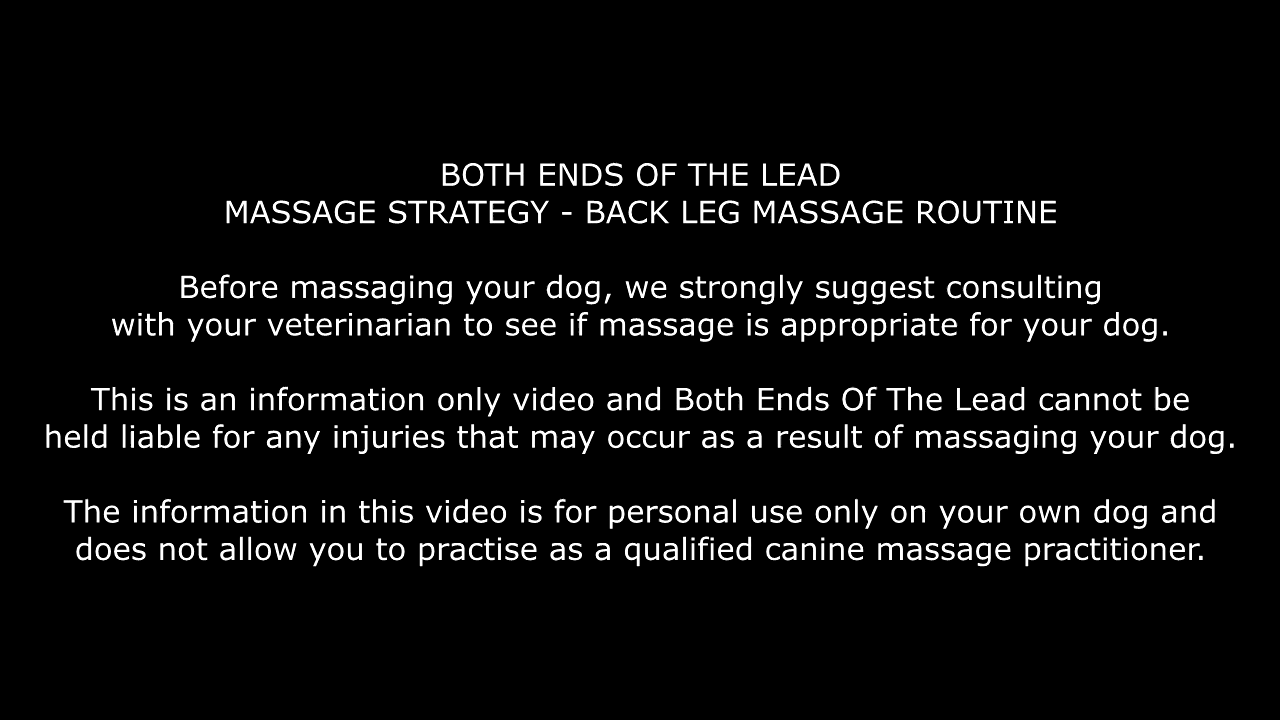 BOTH ENDS OF THE LEAD
MASSAGE STRATEGY - BACK LEG MASSAGE ROUTINE
Before massaging your dog, we strongly suggest consulting
with your veterinarian to see if massage is appropriate for your dog.
This is an information only video and Both Ends Of The Lead cannot be
held liable for any injuries that may occur as a result of massaging your dog.
The information in this video is for personal use only on your own dog and
does not allow you to practise as a qualified canine massage practitioner.